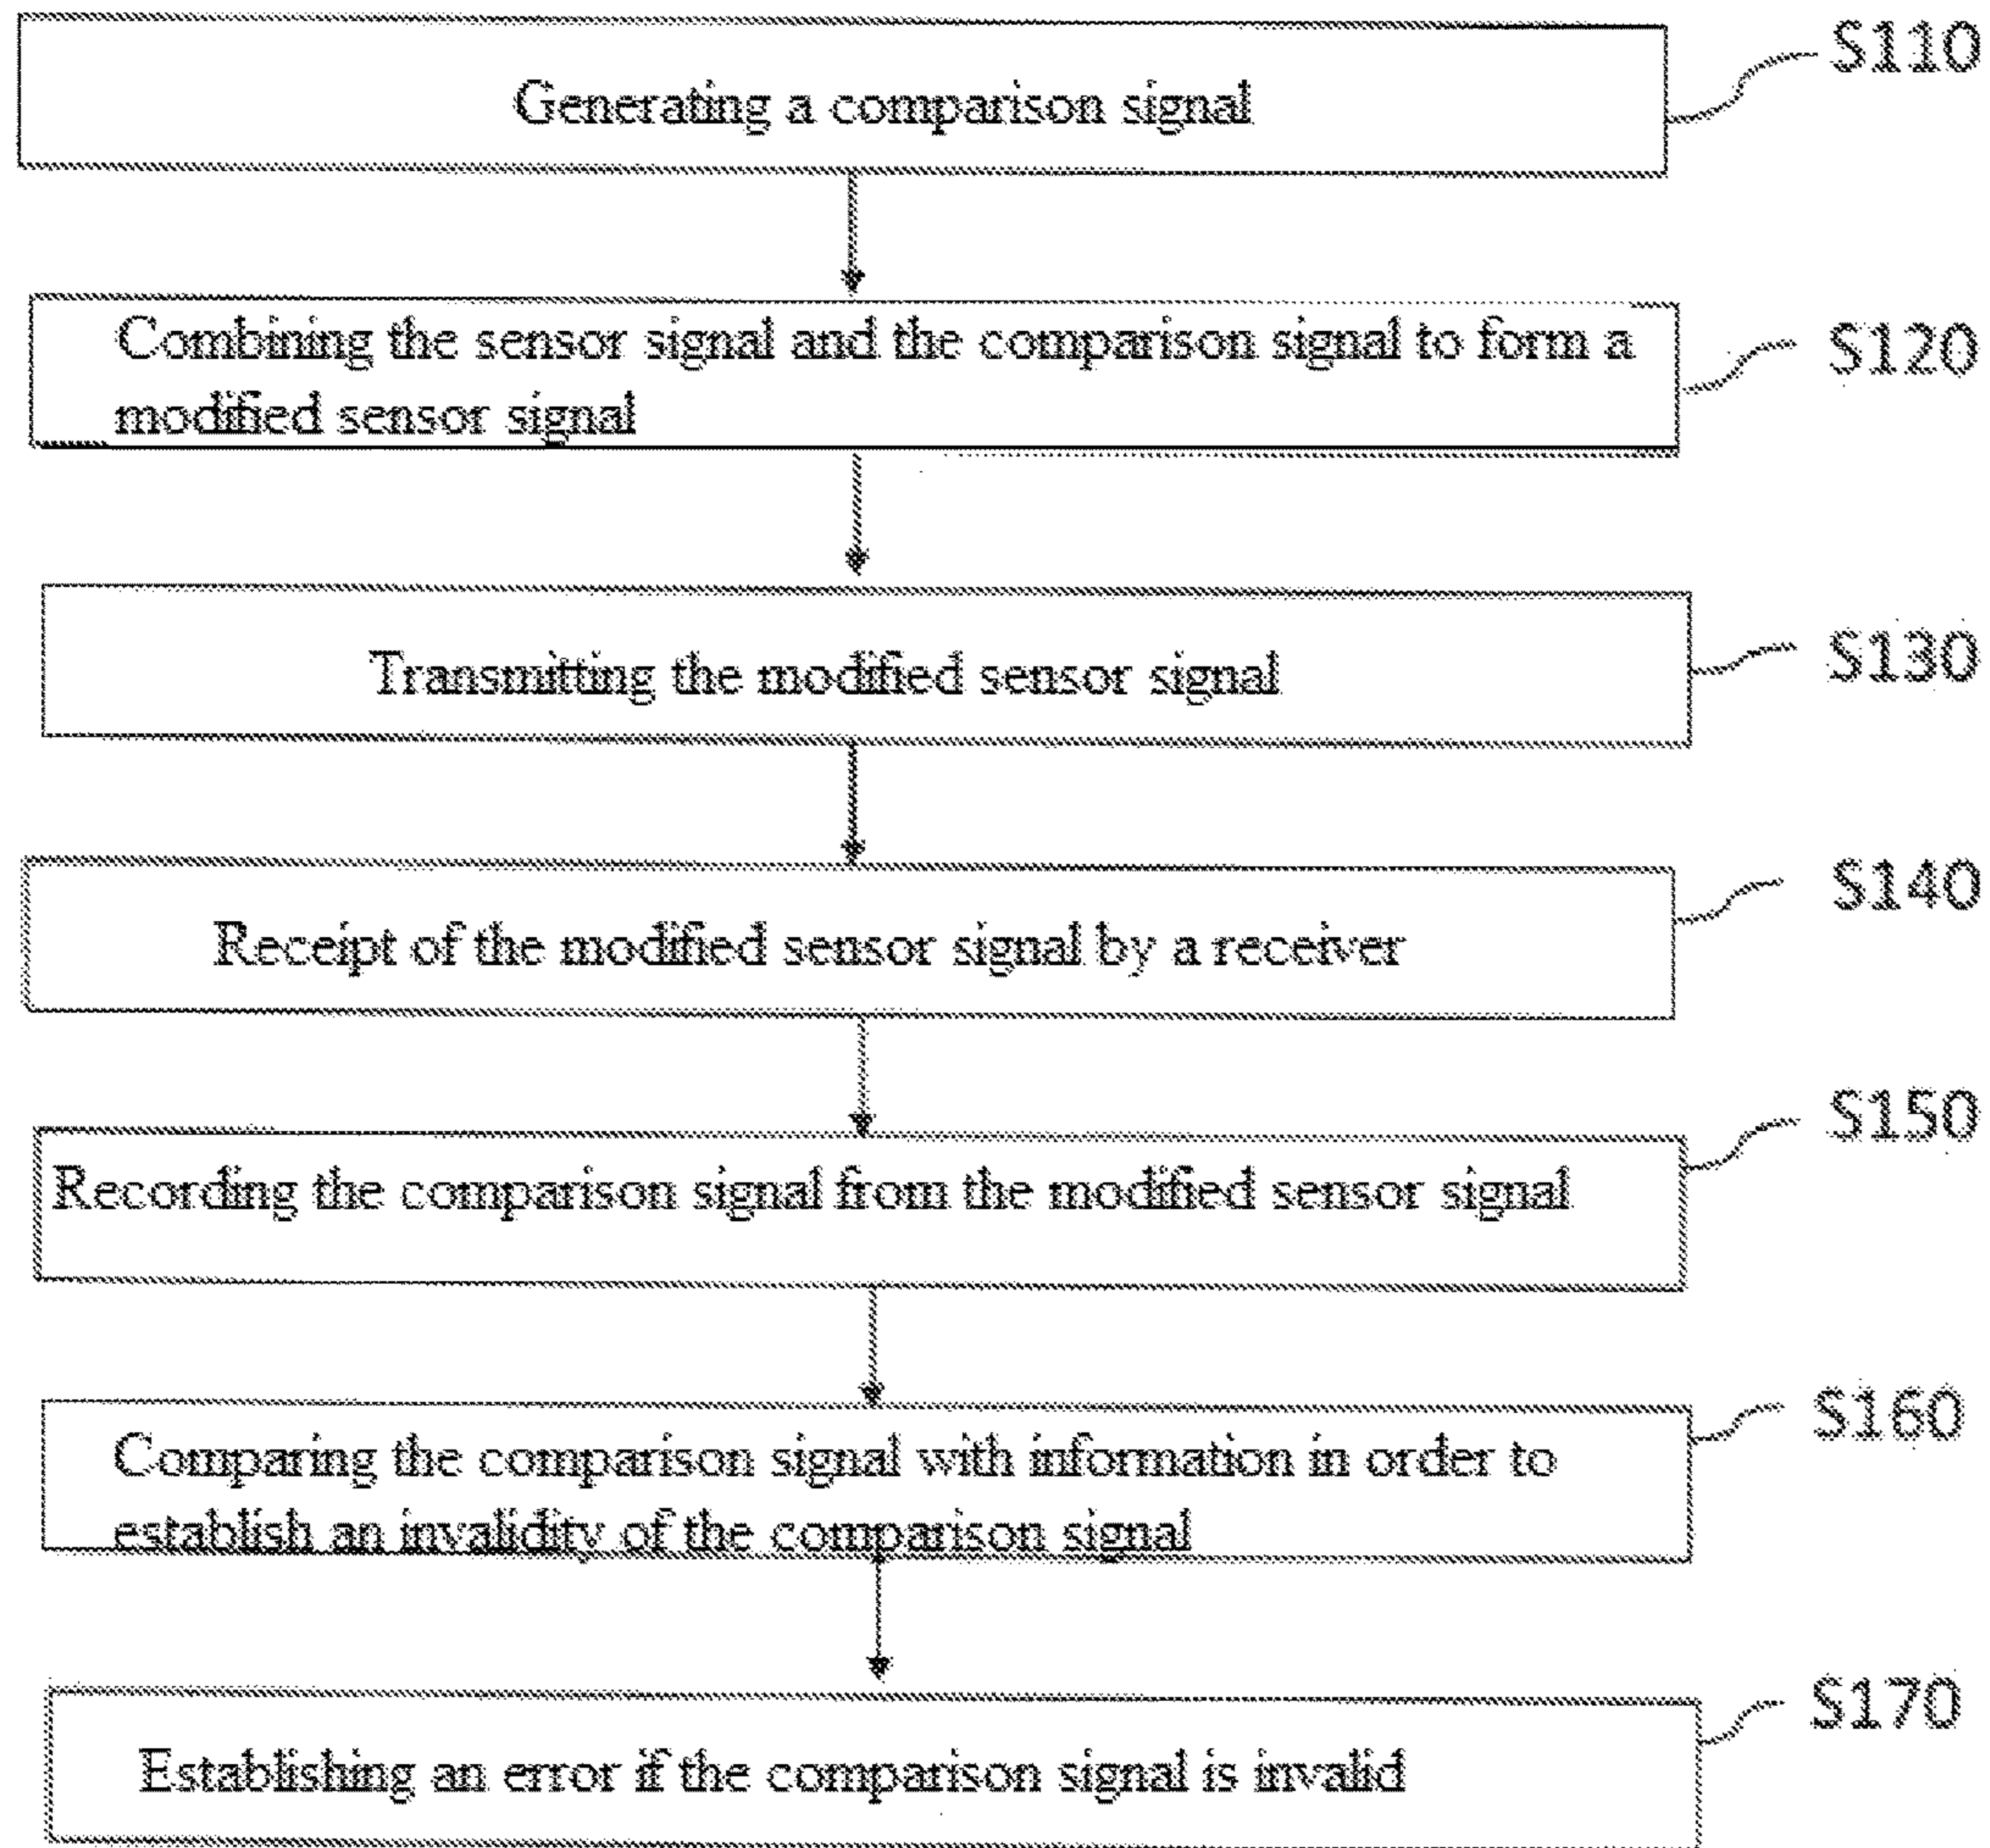 Generating a comparison signal
S110
Combining the sensor signal and the comparison signal to form a
modified sensor signal
S120
Transmitting the modified sensor signal
S130
Receipt of the modified sensor signal by a receiver
S140
Recording the comparison signal from the modified sensor signal
S150
Comparing the comparison signal with information in order to
establish an invalidity of the comparison signal
S160
Establishing an error if the comparison signal is invalid
S170